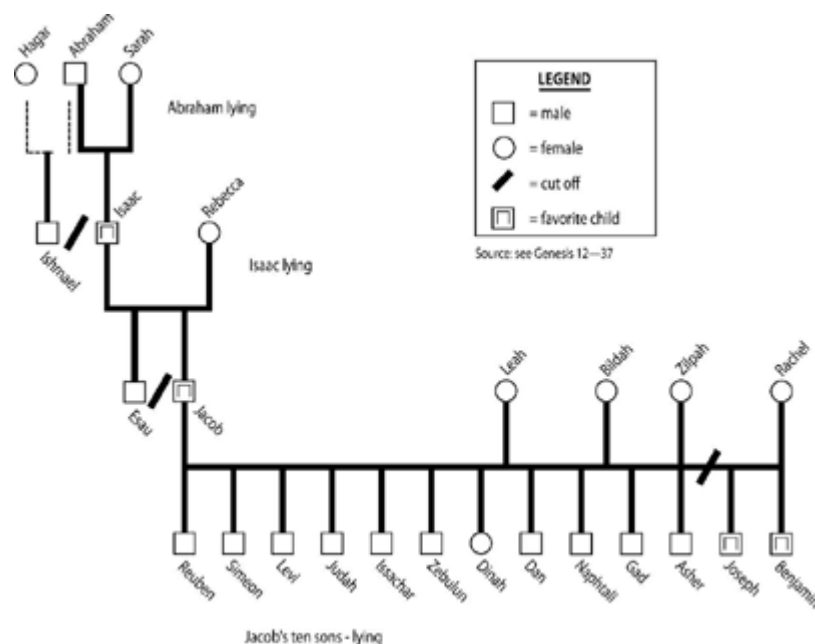 Hagar
Abraham
Sarah
Abraham lying
LEGEND
= male
= female
= cut off
= favorite child
Source: see Genesis 12—37
Ishmael
Isaac
Rebecca
Isaac lying
Esau
Jacob
Leah
Bildah
Zilpah
Rachel
Reuben
Simeon
Levi
Judah
Issachar
Zebulun
Dinah
Dan
Naphtali
Gad
Asher
Joseph
Benjamin
Jacob's ten sons - lying